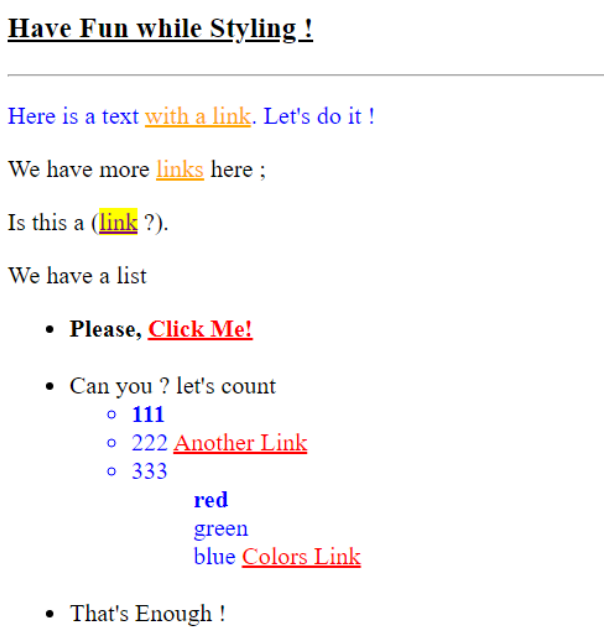 Have Fun while Styling !
Here is a text with a link. Let's do it !
We have more links here ;
Is this a (link ?).
We have a list
Please, Click Me!
Can you ? let's count
111
222 Another Link
333
red
green
blue Colors Link
That's Enough !